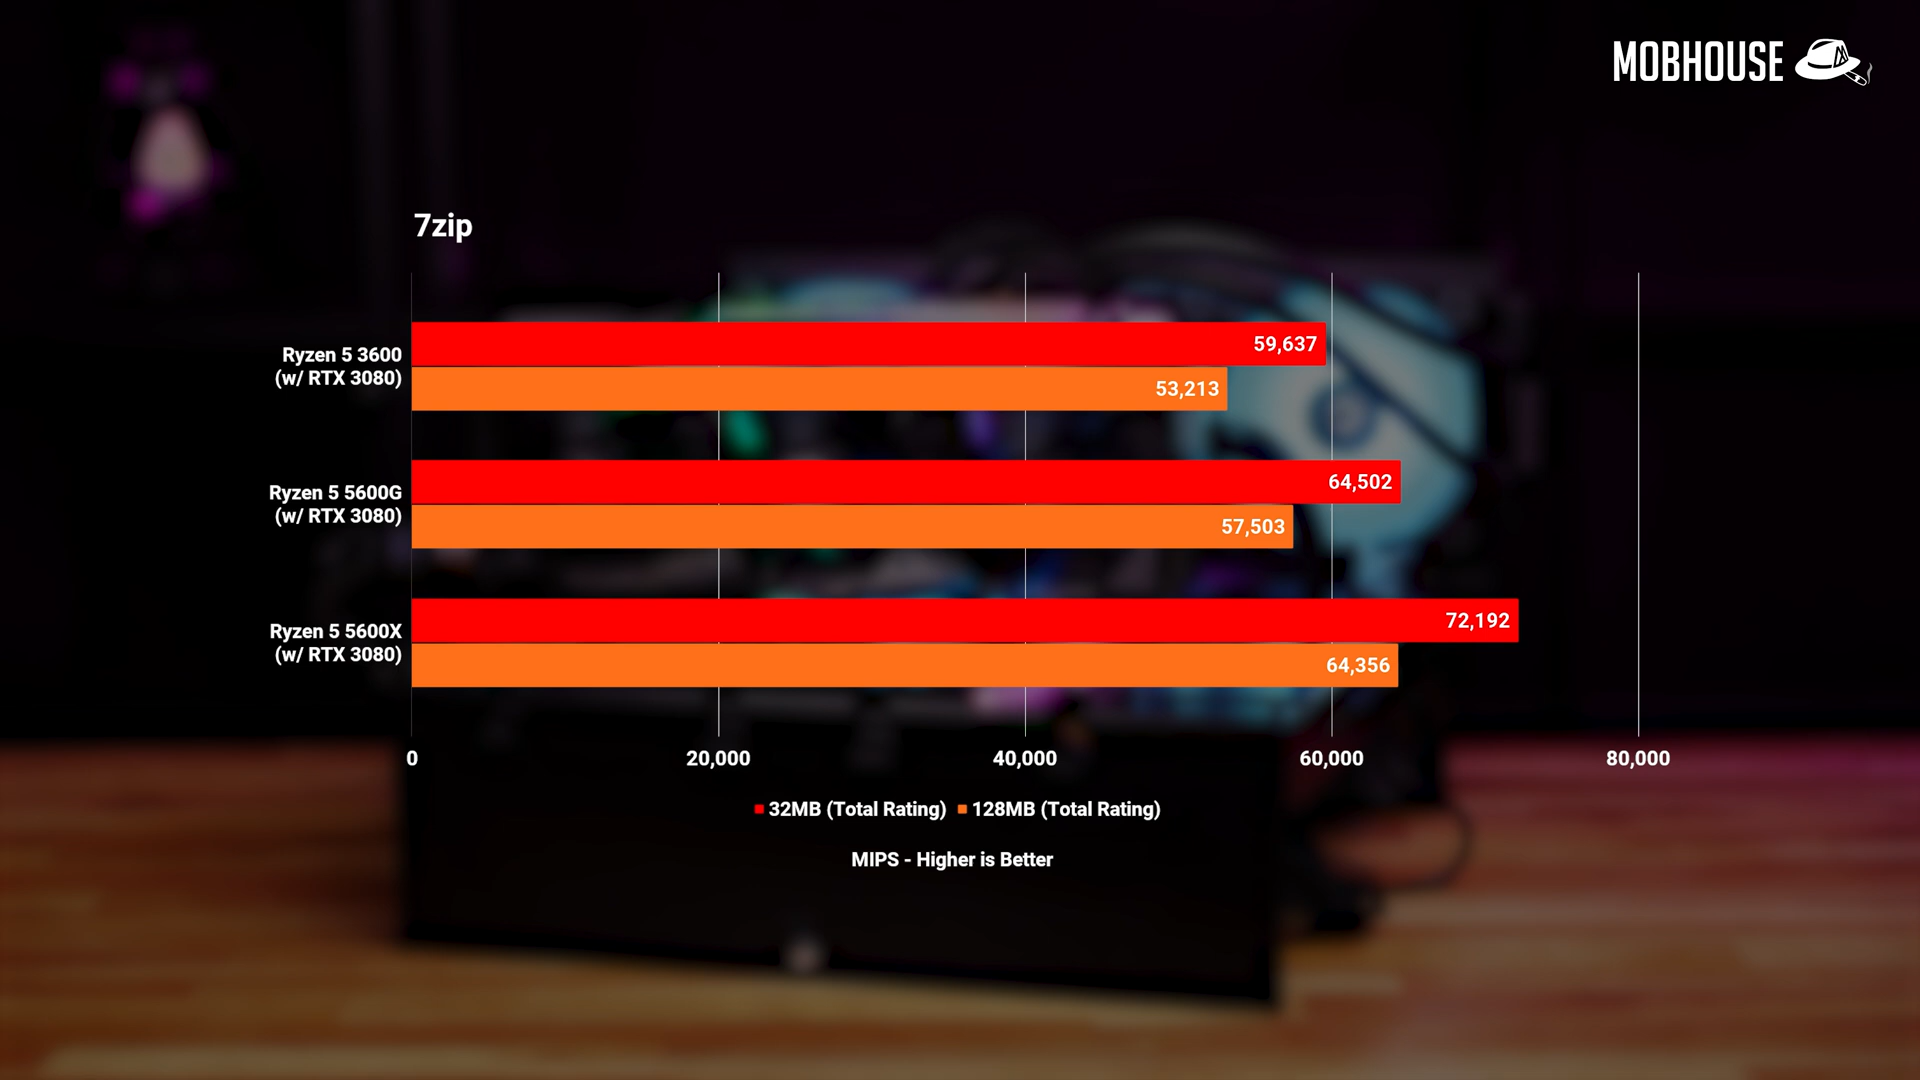 MOBHOUSE
7zip
Ryzen 5 3600
(w/ RTX 3080)
59,637
53,213
Ryzen 5 5600G
(w/ RTX 3080)
64,502
57,503
Ryzen 5 5600X
(w/ RTX 3080)
72,192
64,356
0 20,000 40,000 60,000 80,000
32MB (Total Rating) 128MB (Total Rating)
MIPS - Higher is Better